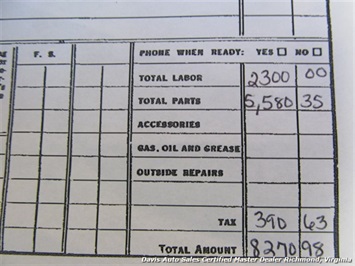 F. S. PHONE WHEN READY: YES ☐ NO ☐
TOTAL LABOR 2300 00
TOTAL PARTS 5,580 35
ACCESSORIES
GAS, OIL AND GREASE
OUTSIDE REPAIRS
TAX 390 63
TOTAL AMOUNT 8270 98
Davis Auto Sales Certified Master Dealer Richmond, Virginia